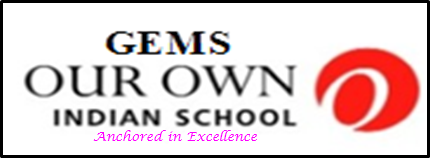 GEMS
OUR OWN
INDIAN SCHOOL
Anchored in Excellence